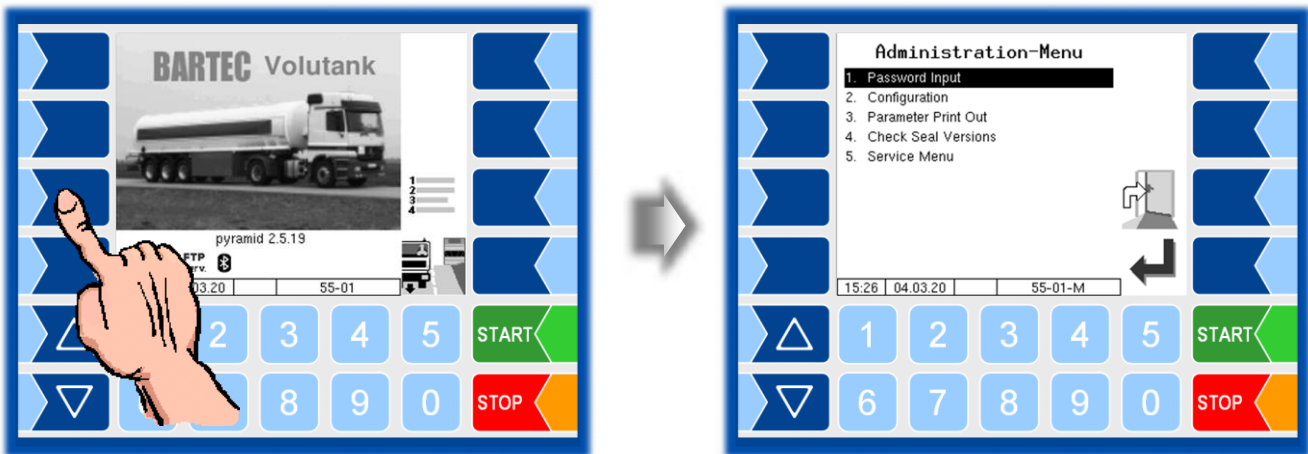 BARTEC Volutank
1
2
3
4
pyramid 2.5.19
FTP
rv.
03.20 55-01
2 3 4 5 START
8 9 0 STOP
Administration-Menu
1. Password Input
2. Configuration
3. Parameter Print Out
4. Check Seal Versions
5. Service Menu
15:26 04.03.20 55-01-M
1 2 3 4 5 START
6 7 8 9 0 STOP